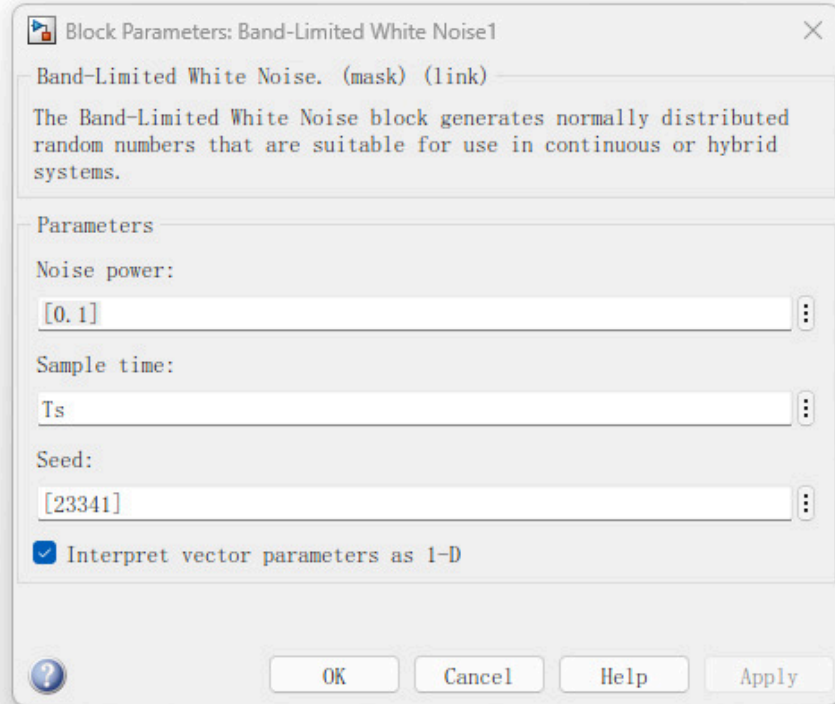 Block Parameters: Band-Limited White Noise1
Band-Limited White Noise. (mask) (link)
The Band-Limited White Noise block generates normally distributed
random numbers that are suitable for use in continuous or hybrid
systems.
Parameters
Noise power:
[0.1]
Sample time:
Ts
Seed:
[23341]
Interpret vector parameters as 1-D
OK Cancel Help Apply